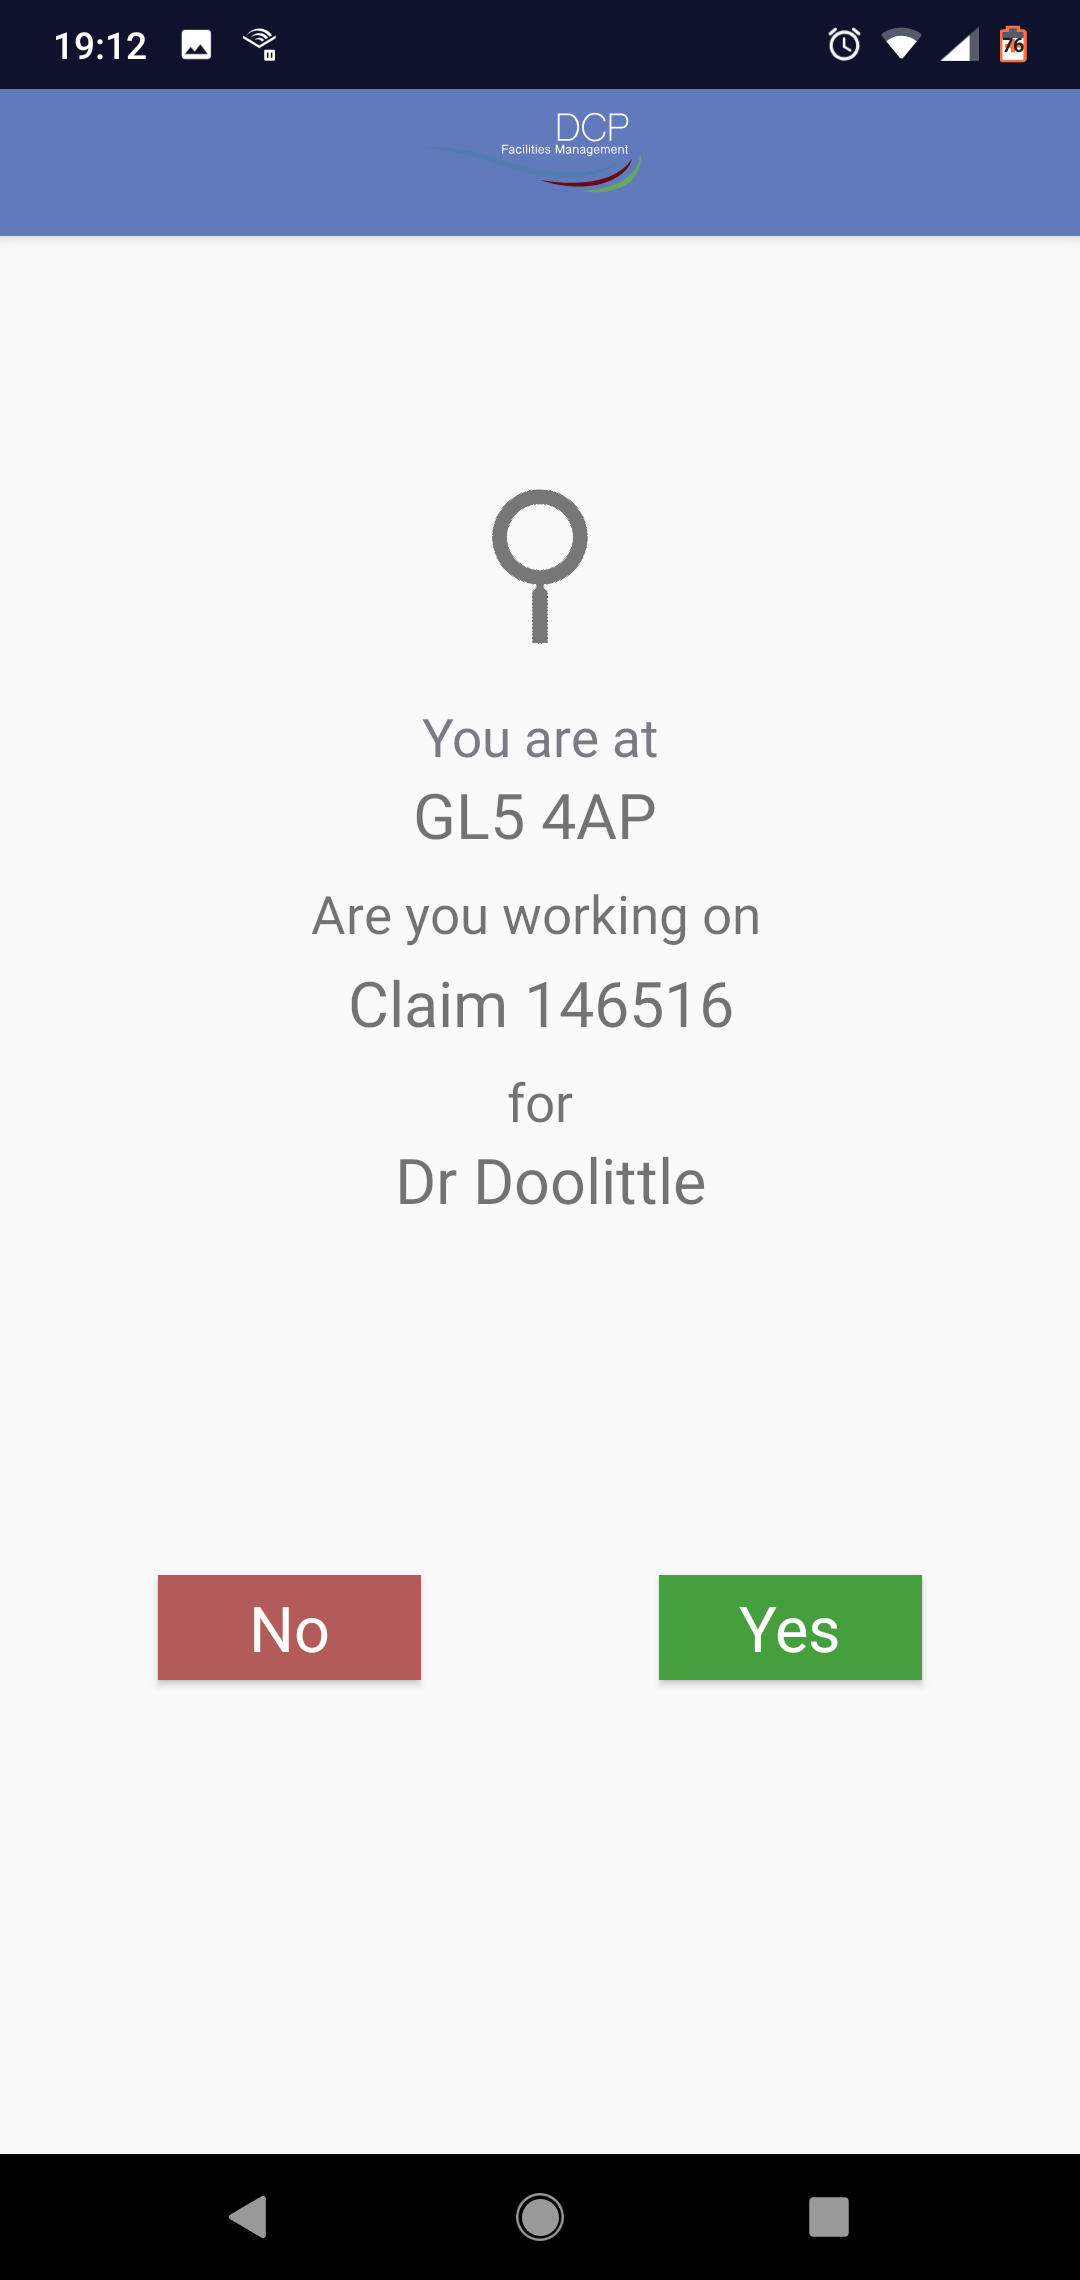 19:12
76
DCP
Facilities Management
You are at
GL5 4AP
Are you working on
Claim 146516
for
Dr Doolittle
No
Yes